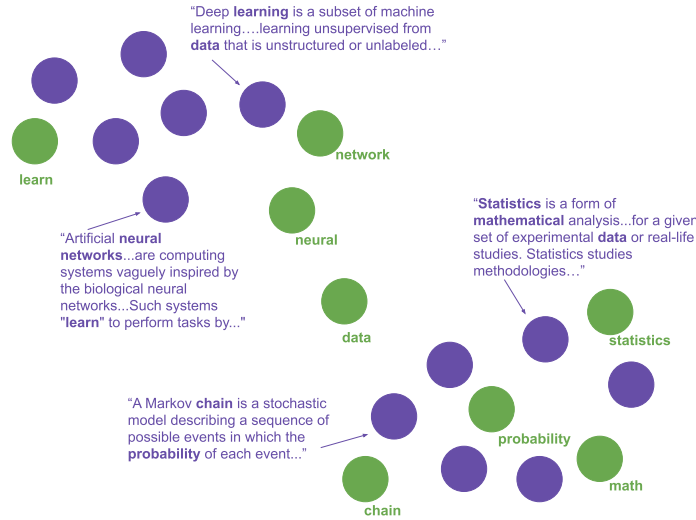 “Deep learning is a subset of machine
learning….learning unsupervised from
data that is unstructured or unlabeled…”
network
learn
neural
“Artificial neural
networks...are computing
systems vaguely inspired by
the biological neural
networks...Such systems
"learn" to perform tasks by..."
“Statistics is a form of
mathematical analysis...for a given
set of experimental data or real-life
studies. Statistics studies
methodologies…”
data
statistics
“A Markov chain is a stochastic
model describing a sequence of
possible events in which the
probability of each event...”
probability
math
chain